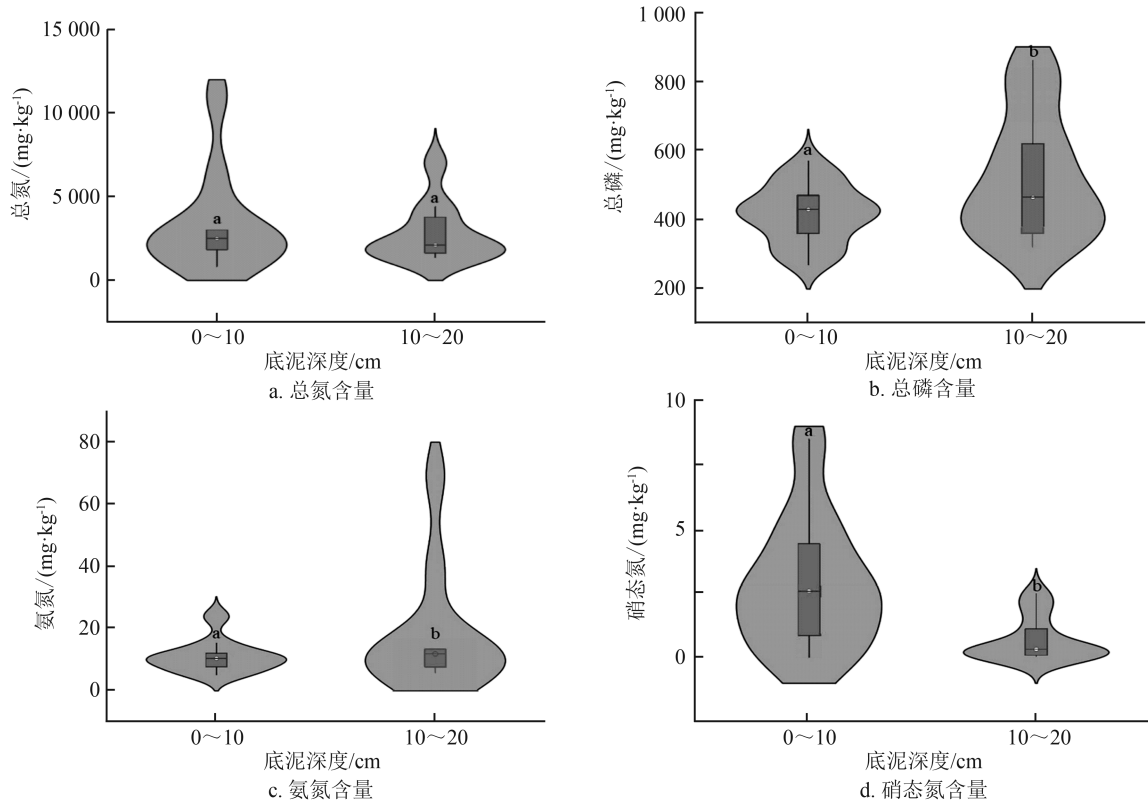 15 000
10 000
5 000
0
总氮/(mg·kg⁻¹)
a
a
0～10
10～20
底泥深度/cm
a. 总氮含量
1 000
800
600
400
200
总磷/(mg·kg⁻¹)
a
b
0～10
10～20
底泥深度/cm
b. 总磷含量
80
60
40
20
0
氨氮/(mg·kg⁻¹)
a
b
0～10
10～20
底泥深度/cm
c. 氨氮含量
10
5
0
硝态氮/(mg·kg⁻¹)
a
b
0～10
10～20
底泥深度/cm
d. 硝态氮含量